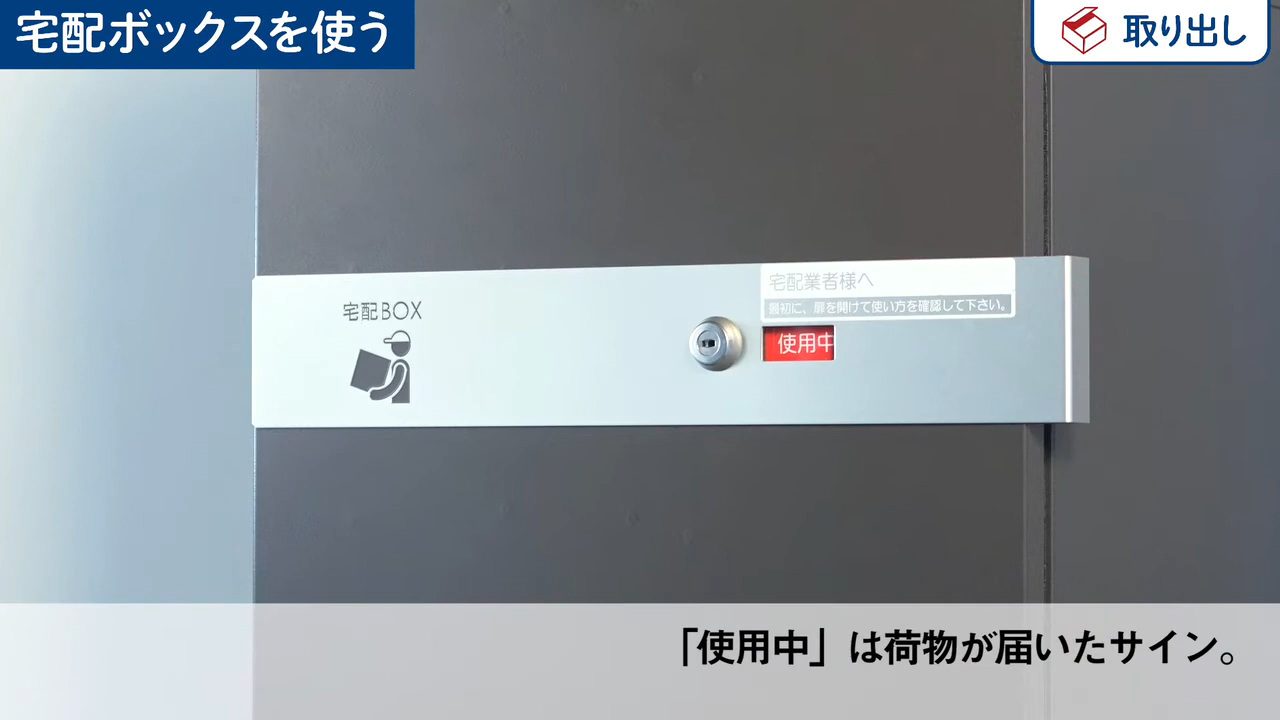 宅配ボックスを使う
取り出し
宅配業者様へ
最初に、扉を開けて使い方を確認して下さい。
宅配BOX
使用中
「使用中」は荷物が届いたサイン。